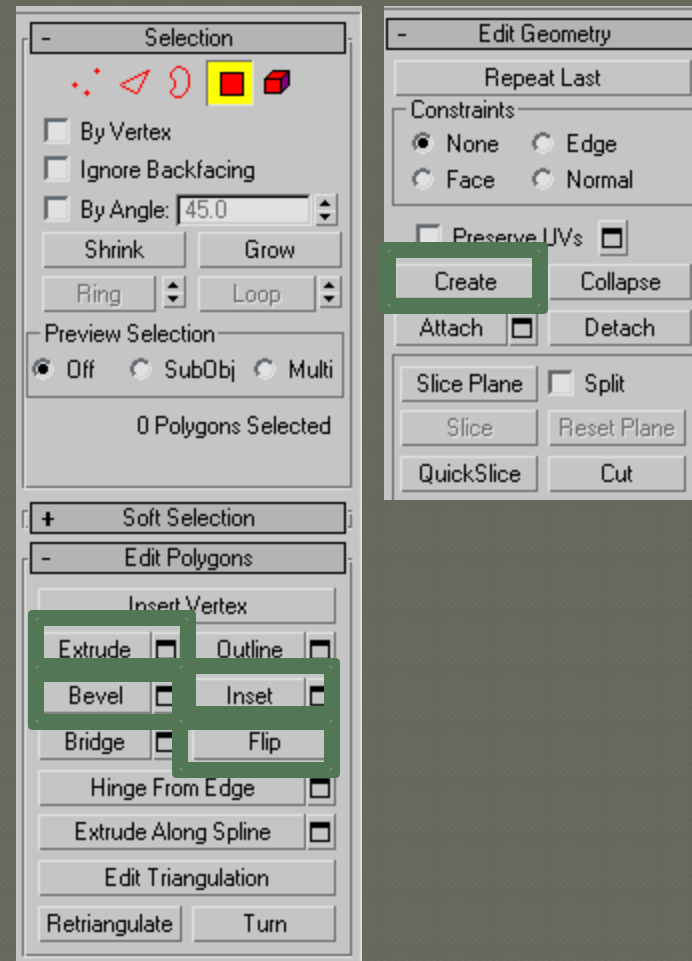 - Selection
By Vertex
Ignore Backfacing
By Angle: 45.0
Shrink Grow
Ring Loop
Preview Selection
Off SubObj Multi
0 Polygons Selected
+ Soft Selection
- Edit Polygons
Insert Vertex
Extrude Outline
Bevel Inset
Bridge Flip
Hinge From Edge
Extrude Along Spline
Edit Triangulation
Retriangulate Turn
- Edit Geometry
Repeat Last
Constraints
None Edge
Face Normal
Preserve UVs
Create Collapse
Attach Detach
Slice Plane Split
Slice Reset Plane
QuickSlice Cut